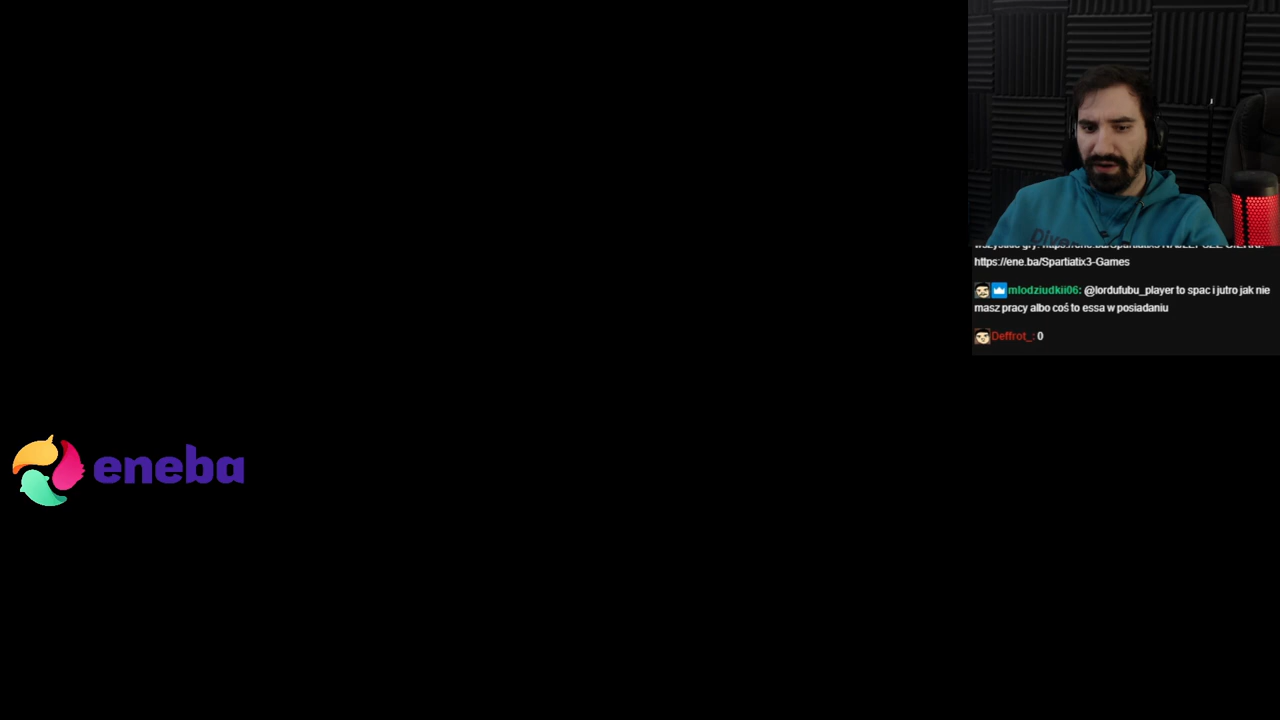 https://ene.ba/Spartiatix3-Games
mlodziudkii06: @lordufubu_player to spac i jutro jak nie
masz pracy albo coś to essa w posiadaniu
Deffrot_: 0
eneba